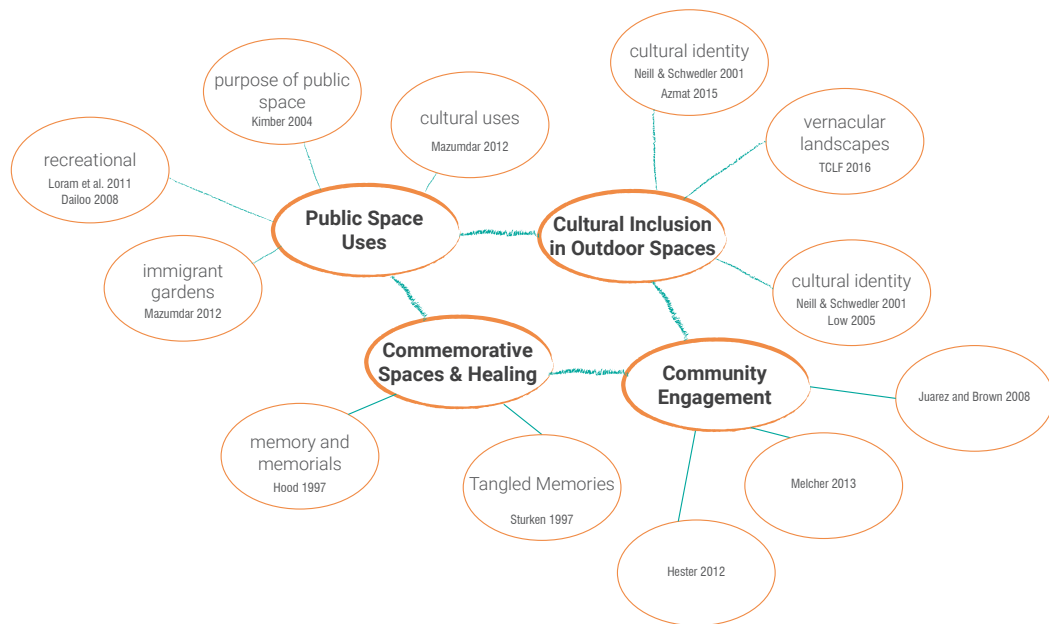 purpose of public
space
Kimber 2004
cultural uses
Mazumdar 2012
recreational
Loram et al. 2011
Dailoo 2008
immigrant
gardens
Mazumdar 2012
Public Space
Uses
cultural identity
Neill & Schwedler 2001
Azmat 2015
vernacular
landscapes
TCLF 2016
Cultural Inclusion
in Outdoor Spaces
cultural identity
Neill & Schwedler 2001
Low 2005
Commemorative
Spaces & Healing
memory and
memorials
Hood 1997
Tangled Memories
Sturken 1997
Community
Engagement
Juarez and Brown 2008
Melcher 2013
Hester 2012